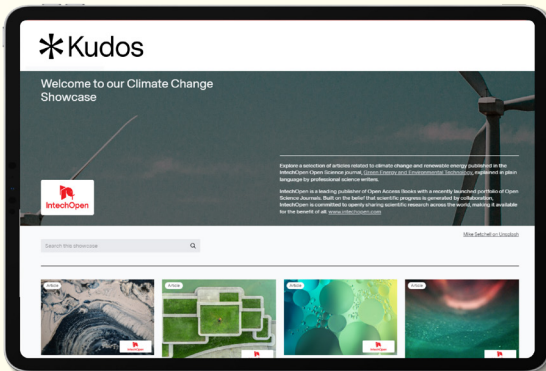 Kudos
Welcome to our Climate Change
Showcase
Explore a selection of articles related to climate change and renewable energy published in the
IntechOpen Open Science journal, Green Energy and Environmental Technology, explained in plain
language by professional science writers.
IntechOpen is a leading publisher of Open Access Books with a recently launched portfolio of Open
Science Journals. Built on the belief that scientific progress is generated by collaboration,
IntechOpen is committed to openly sharing scientific research across the world, making it available
for the benefit of all: www.intechopen.com
IntechOpen
Mike Setchell on Unsplash
Search this showcase
Article
Article
Article
Article
IntechOpen
IntechOpen
IntechOpen
IntechOpen